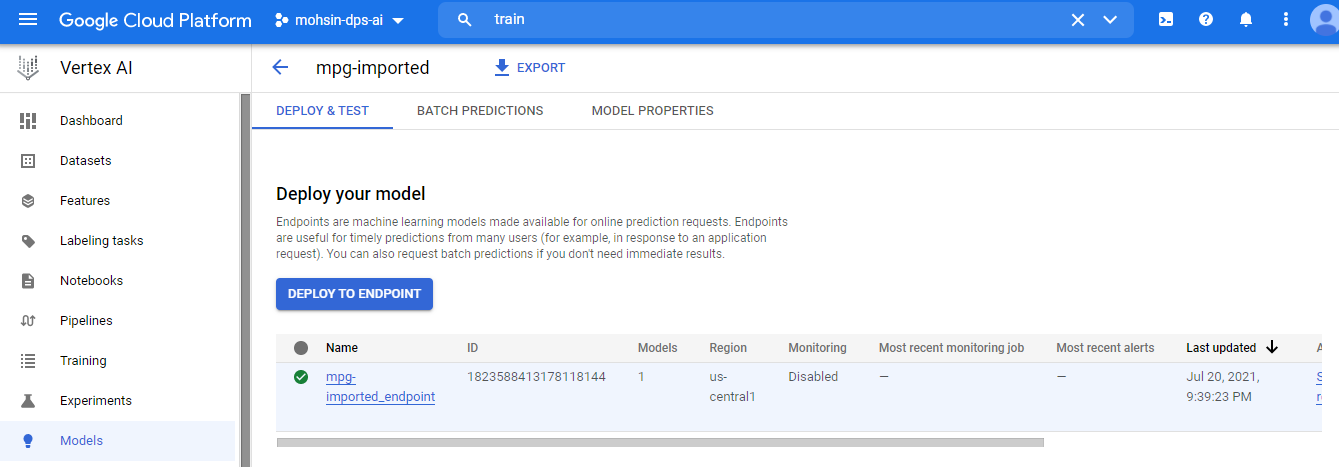 Google Cloud Platform mohsin-dps-ai train
Vertex AI mpg-imported EXPORT
DEPLOY & TEST BATCH PREDICTIONS MODEL PROPERTIES
Dashboard
Datasets
Features
Labeling tasks
Notebooks
Pipelines
Training
Experiments
Models
Deploy your model
Endpoints are machine learning models made available for online prediction requests. Endpoints
are useful for timely predictions from many users (for example, in response to an application
request). You can also request batch predictions if you don't need immediate results.
DEPLOY TO ENDPOINT
Name ID Models Region Monitoring Most recent monitoring job Most recent alerts Last updated A
mpg- 1823588413178118144 1 us- Disabled — — Jul 20, 2021, S
imported_endpoint central1 9:39:23 PM re